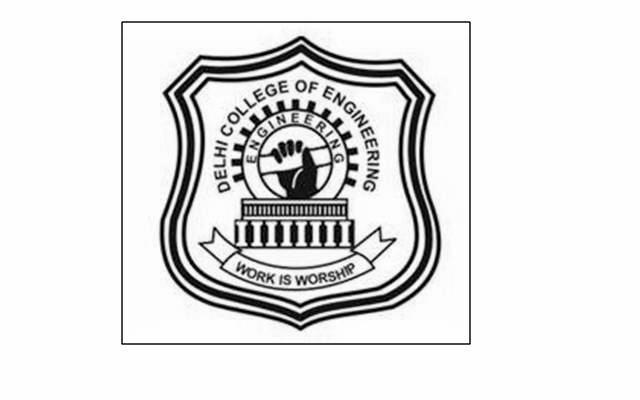 DELHI COLLEGE OF ENGINEERING
ENGINEERING
WORK IS WORSHIP